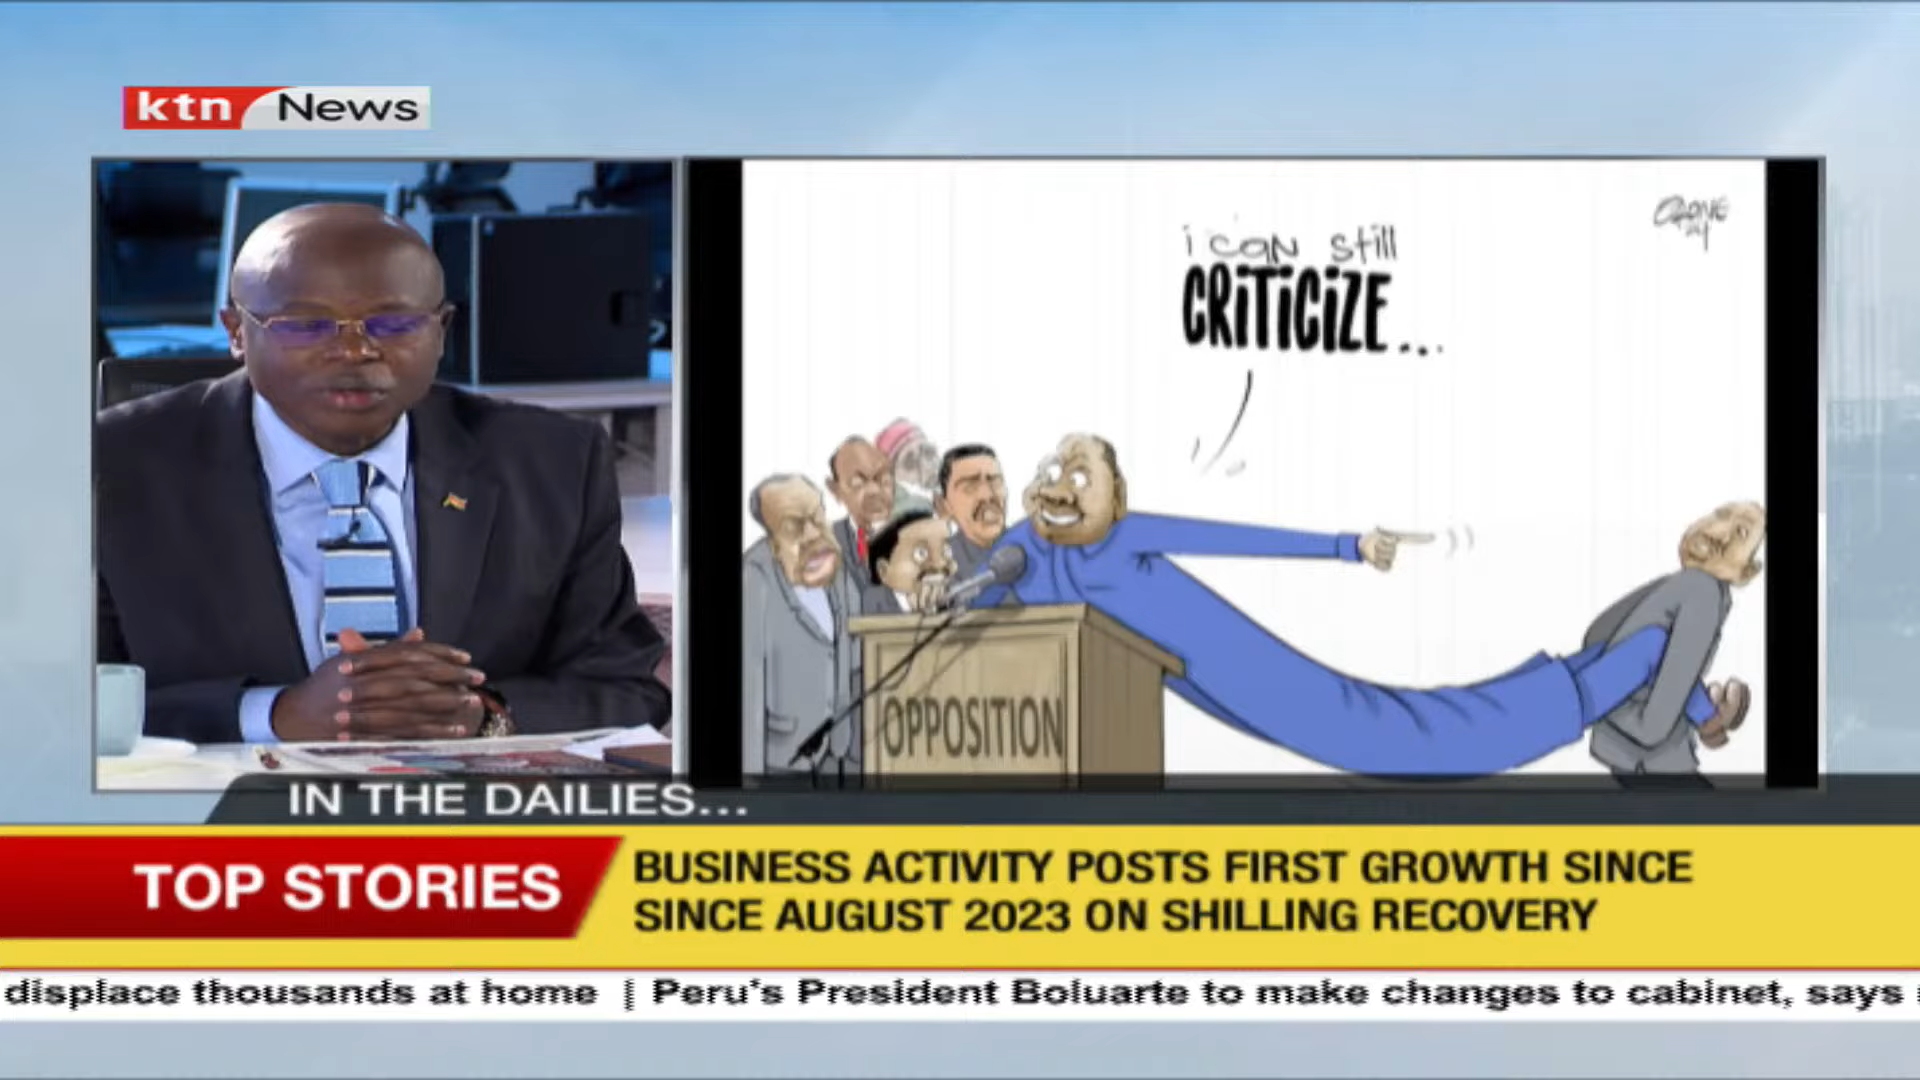 ktn News
i can still
CRITICIZE...
OPPOSITION
IN THE DAILIES...
TOP STORIES
BUSINESS ACTIVITY POSTS FIRST GROWTH SINCE
SINCE AUGUST 2023 ON SHILLING RECOVERY
displace thousands at home | Peru's President Boluarte to make changes to cabinet, says